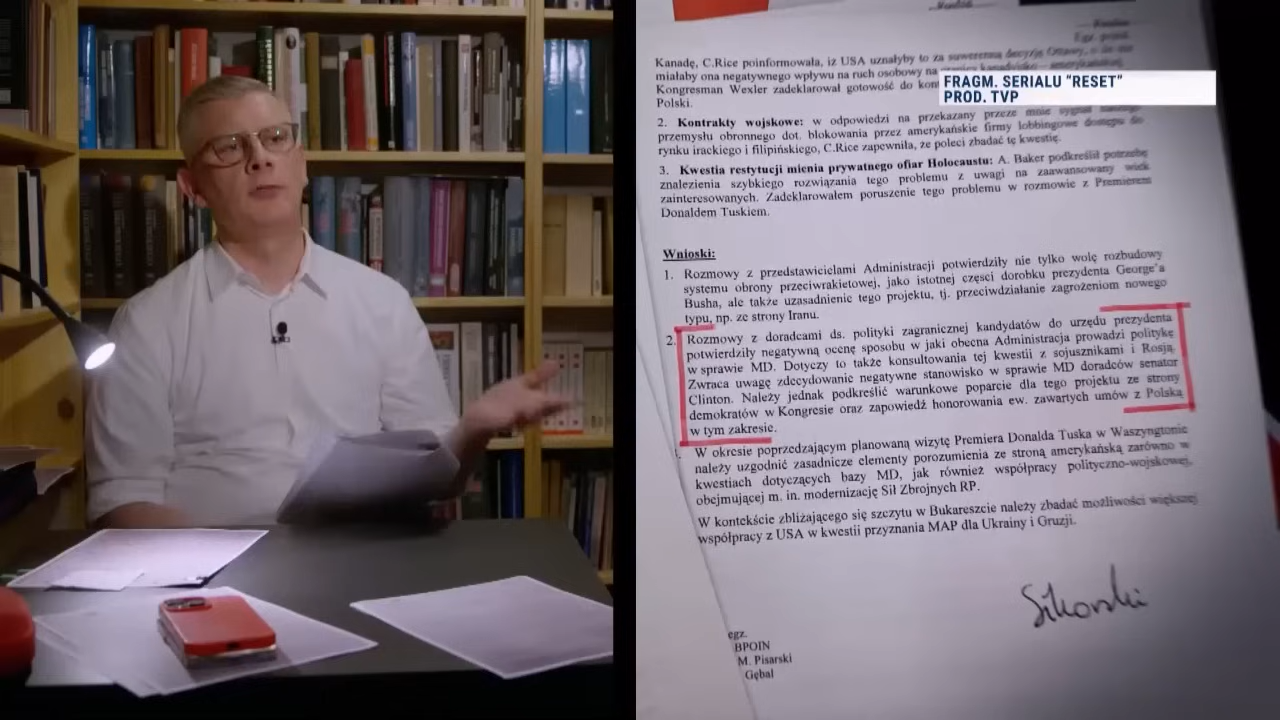 FRAGM. SERIALU "RESET"
PROD. TVP
Kanadę, C.Rice poinformowała, iż USA uznałyby to za suwerenną decyzję Ottawy, o ile nie
miałaby ona negatywnego wpływu na ruch osobowy na
Kongresman Wexler zadeklarował gotowość do
Polski.
2. Kontrakty wojskowe: w odpowiedzi na przekazany przeze mnie sygnał
przemysłu obronnego dot. blokowania przez amerykańskie firmy lobbingowe dostępu do
rynku irackiego i filipińskiego, C.Rice zapewniła, że poleci zbadać tę kwestię.
3. Kwestia restytucji mienia prywatnego ofiar Holocaustu: A. Baker podkreślił potrzebę
znalezienia szybkiego rozwiązania tego problemu z uwagi na zaawansowany wiek
zainteresowanych. Zadeklarowałem poruszenie tego problemu w rozmowie z Premierem
Donaldem Tuskiem.
Wnioski:
1. Rozmowy z przedstawicielami Administracji potwierdziły nie tylko wolę rozbudowy
systemu obrony przeciwrakietowej, jako istotnej części dorobku prezydenta George'a
Busha, ale także uzasadnienie tego projektu, tj. przeciwdziałanie zagrożeniom nowego
typu, np. ze strony Iranu.
2. Rozmowy z doradcami ds. polityki zagranicznej kandydatów do urzędu prezydenta
potwierdziły negatywną ocenę sposobu w jaki obecna Administracja prowadzi politykę
w sprawie MD. Dotyczy to także konsultowania tej kwestii z sojusznikami i Rosją.
Zwraca uwagę zdecydowanie negatywne stanowisko w sprawie MD doradców senator
Clinton. Należy jednak podkreślić warunkowe poparcie dla tego projektu ze strony
demokratów w Kongresie oraz zapowiedź honorowania ew. zawartych umów z Polską
w tym zakresie.
W okresie poprzedzającym planowaną wizytę Premiera Donalda Tuska w Waszyngtonie
należy uzgodnić zasadnicze elementy porozumienia ze stroną amerykańską zarówno w
kwestiach dotyczących bazy MD, jak również współpracy polityczno-wojskowej,
obejmującej m. in. modernizację Sił Zbrojnych RP.
W kontekście zbliżającego się szczytu w Bukareszcie należy zbadać możliwości większej
współpracy z USA w kwestii przyznania MAP dla Ukrainy i Gruzji.
Sikorski
egz.
BPOIN
M. Pisarski
Gębal